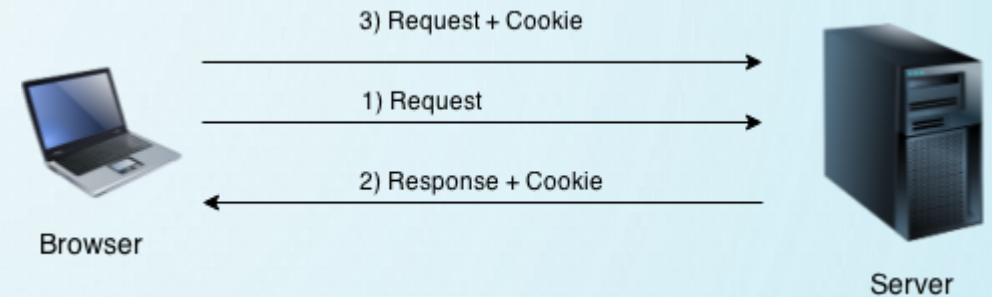 3) Request + Cookie
1) Request
2) Response + Cookie
Browser
Server